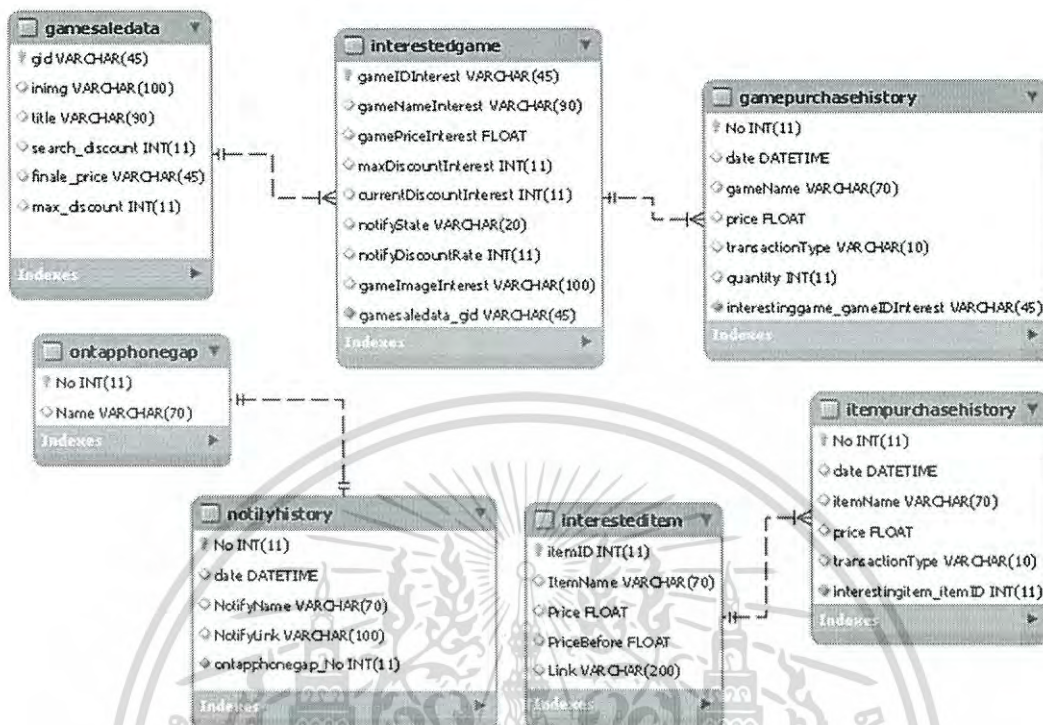 gamesaledata
gid VARCHAR(45)
inimg VARCHAR(100)
title VARCHAR(90)
search_discount INT(11)
finale_price VARCHAR(45)
max_discount INT(11)
Indexes
interestedgame
gameIDInterest VARCHAR(45)
gameNameInterest VARCHAR(90)
gamePriceInterest FLOAT
maxDiscountInterest INT(11)
currentDiscountInterest INT(11)
notifyState VARCHAR(20)
notifyDiscountRate INT(11)
gameImageInterest VARCHAR(100)
gamesaledata_gid VARCHAR(45)
Indexes
gamepurchasehistory
No INT(11)
date DATETIME
gameName VARCHAR(70)
price FLOAT
transactionType VARCHAR(10)
quantity INT(11)
interestinggame_gameIDInterest VARCHAR(45)
Indexes
ontapphonegap
No INT(11)
Name VARCHAR(70)
Indexes
notifyhistory
No INT(11)
date DATETIME
NotifyName VARCHAR(70)
NotifyLink VARCHAR(100)
ontapphonegap_No INT(11)
Indexes
interesteditem
itemID INT(11)
ItemName VARCHAR(70)
Price FLOAT
PriceBefore FLOAT
Link VARCHAR(200)
Indexes
itempurchasehistory
No INT(11)
date DATETIME
itemName VARCHAR(70)
price FLOAT
transactionType VARCHAR(10)
interestingitem_itemID INT(11)
Indexes